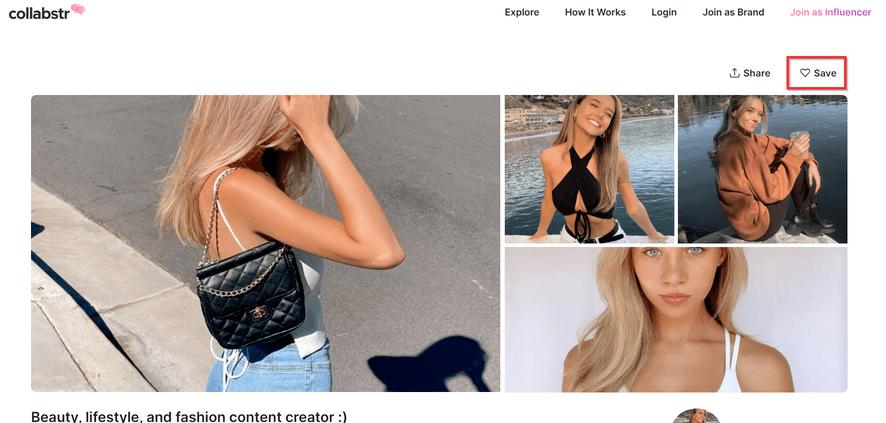 collabstr
Explore How It Works Login Join as Brand Join as Influencer
Share Save
Beauty, lifestyle, and fashion content creator :)